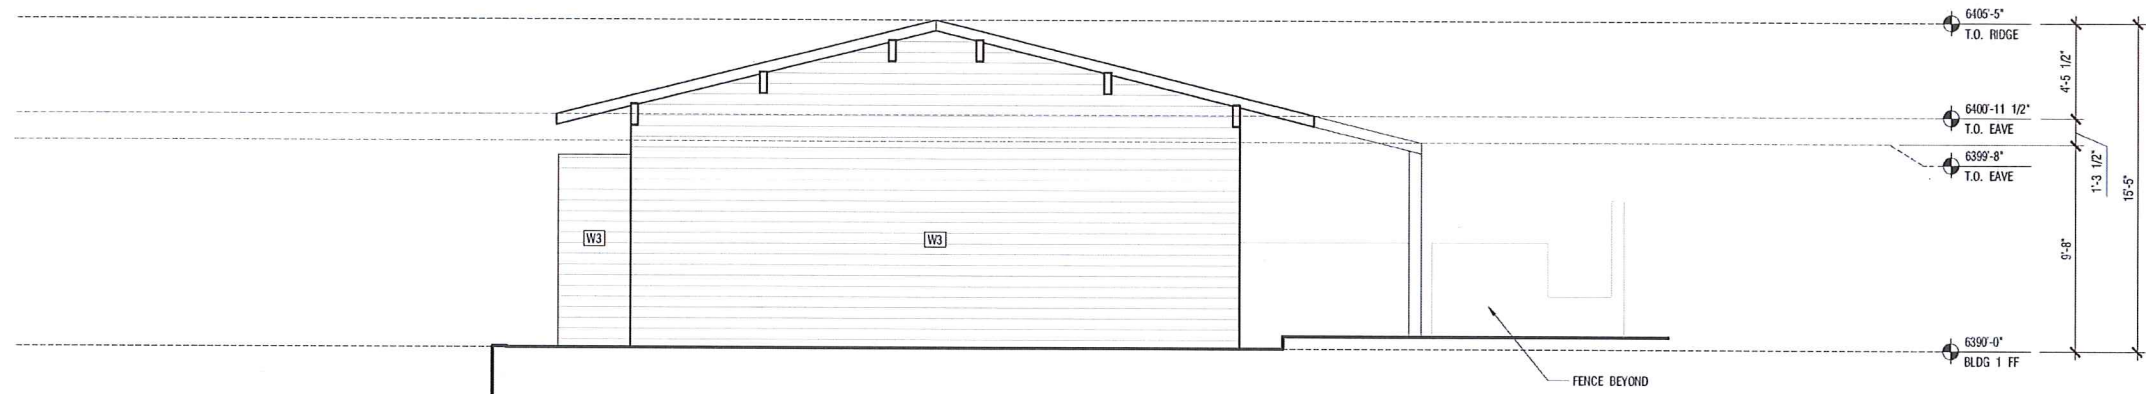 6405'-5"
T.O. RIDGE
4'-5 1/2"
6400'-11 1/2"
T.O. EAVE
6399'-8"
T.O. EAVE
1'-3 1/2"
15'-5"
W3
W3
9'-8"
6390'-0"
BLDG 1 FF
FENCE BEYOND